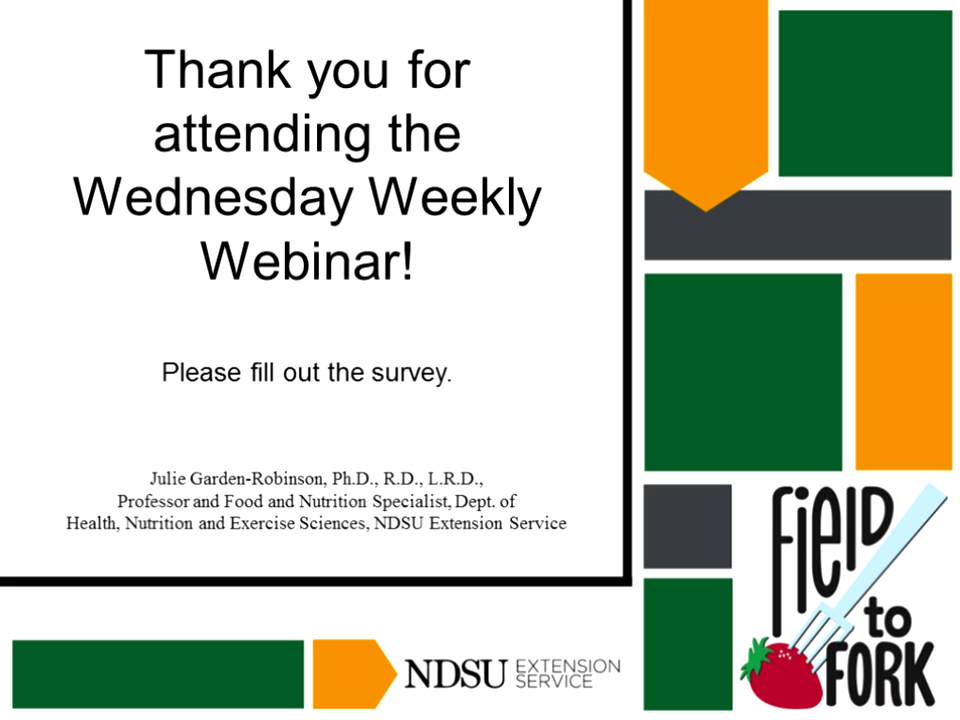 Thank you for
attending the
Wednesday Weekly
Webinar!
Please fill out the survey.
Julie Garden-Robinson, Ph.D., R.D., L.R.D.,
Professor and Food and Nutrition Specialist, Dept. of
Health, Nutrition and Exercise Sciences, NDSU Extension Service
NDSU EXTENSION
SERVICE
FiELD
to
FORK